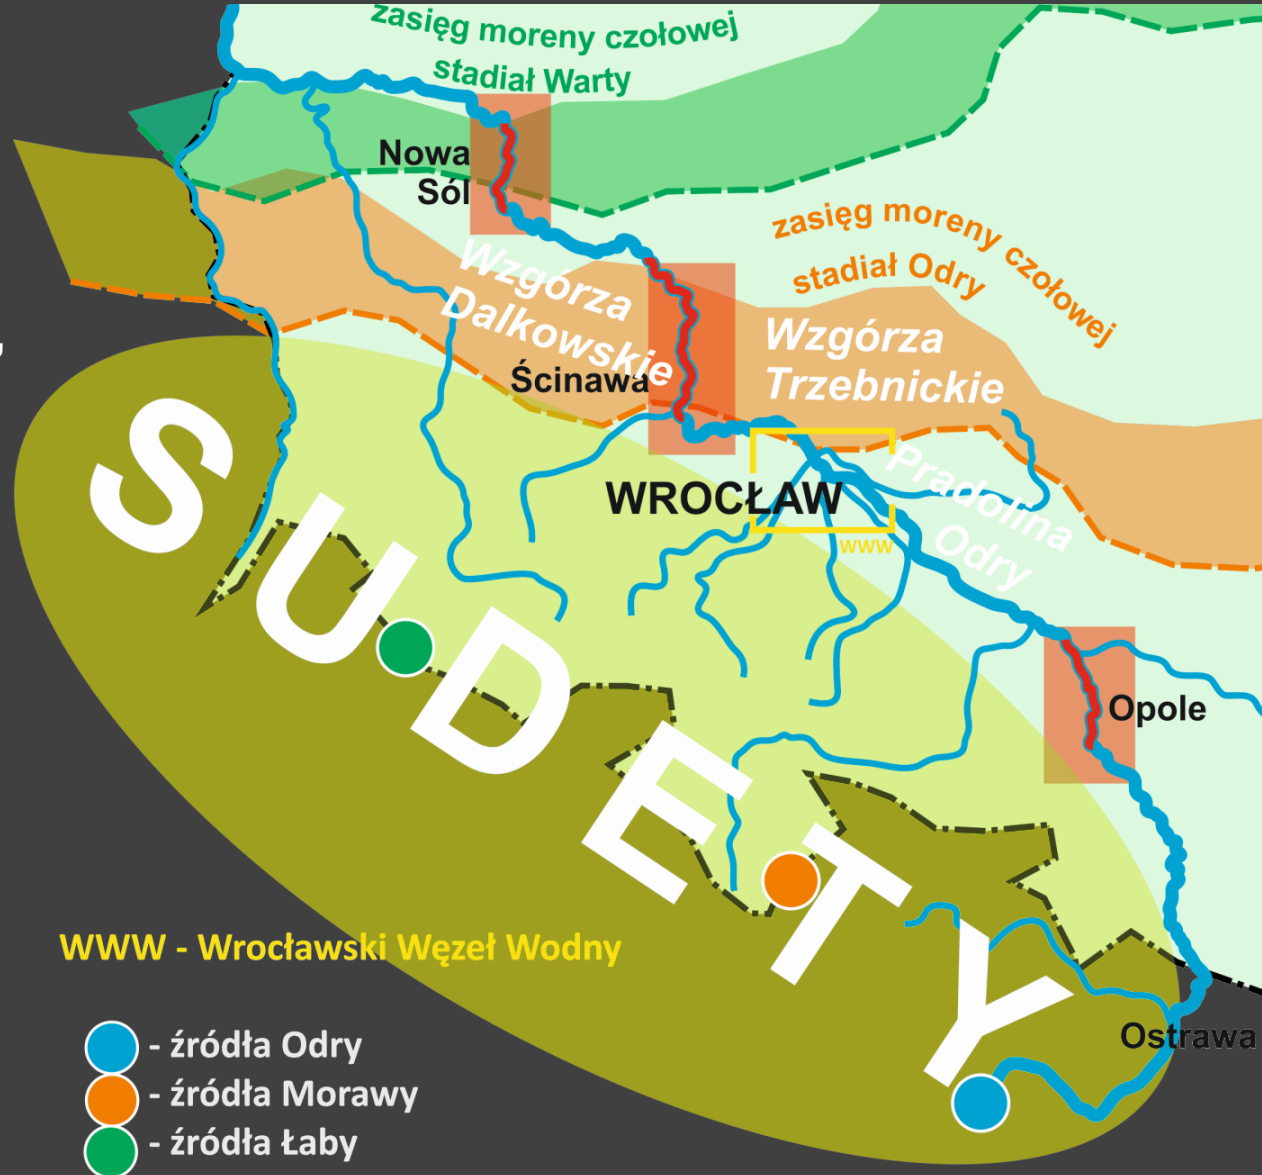 zasięg moreny czołowej
stadiał Warty
Nowa
Sól
zasięg moreny czołowej
stadiał Odry
Wzgórza
Dalkowskie
Wzgórza
Trzebnickie
Ścinawa
WROCŁAW
Pradolina
Odry
WWW
SUDETY
Opole
WWW - Wrocławski Węzeł Wodny
Ostrawa
- źródła Odry
- źródła Morawy
- źródła Łaby